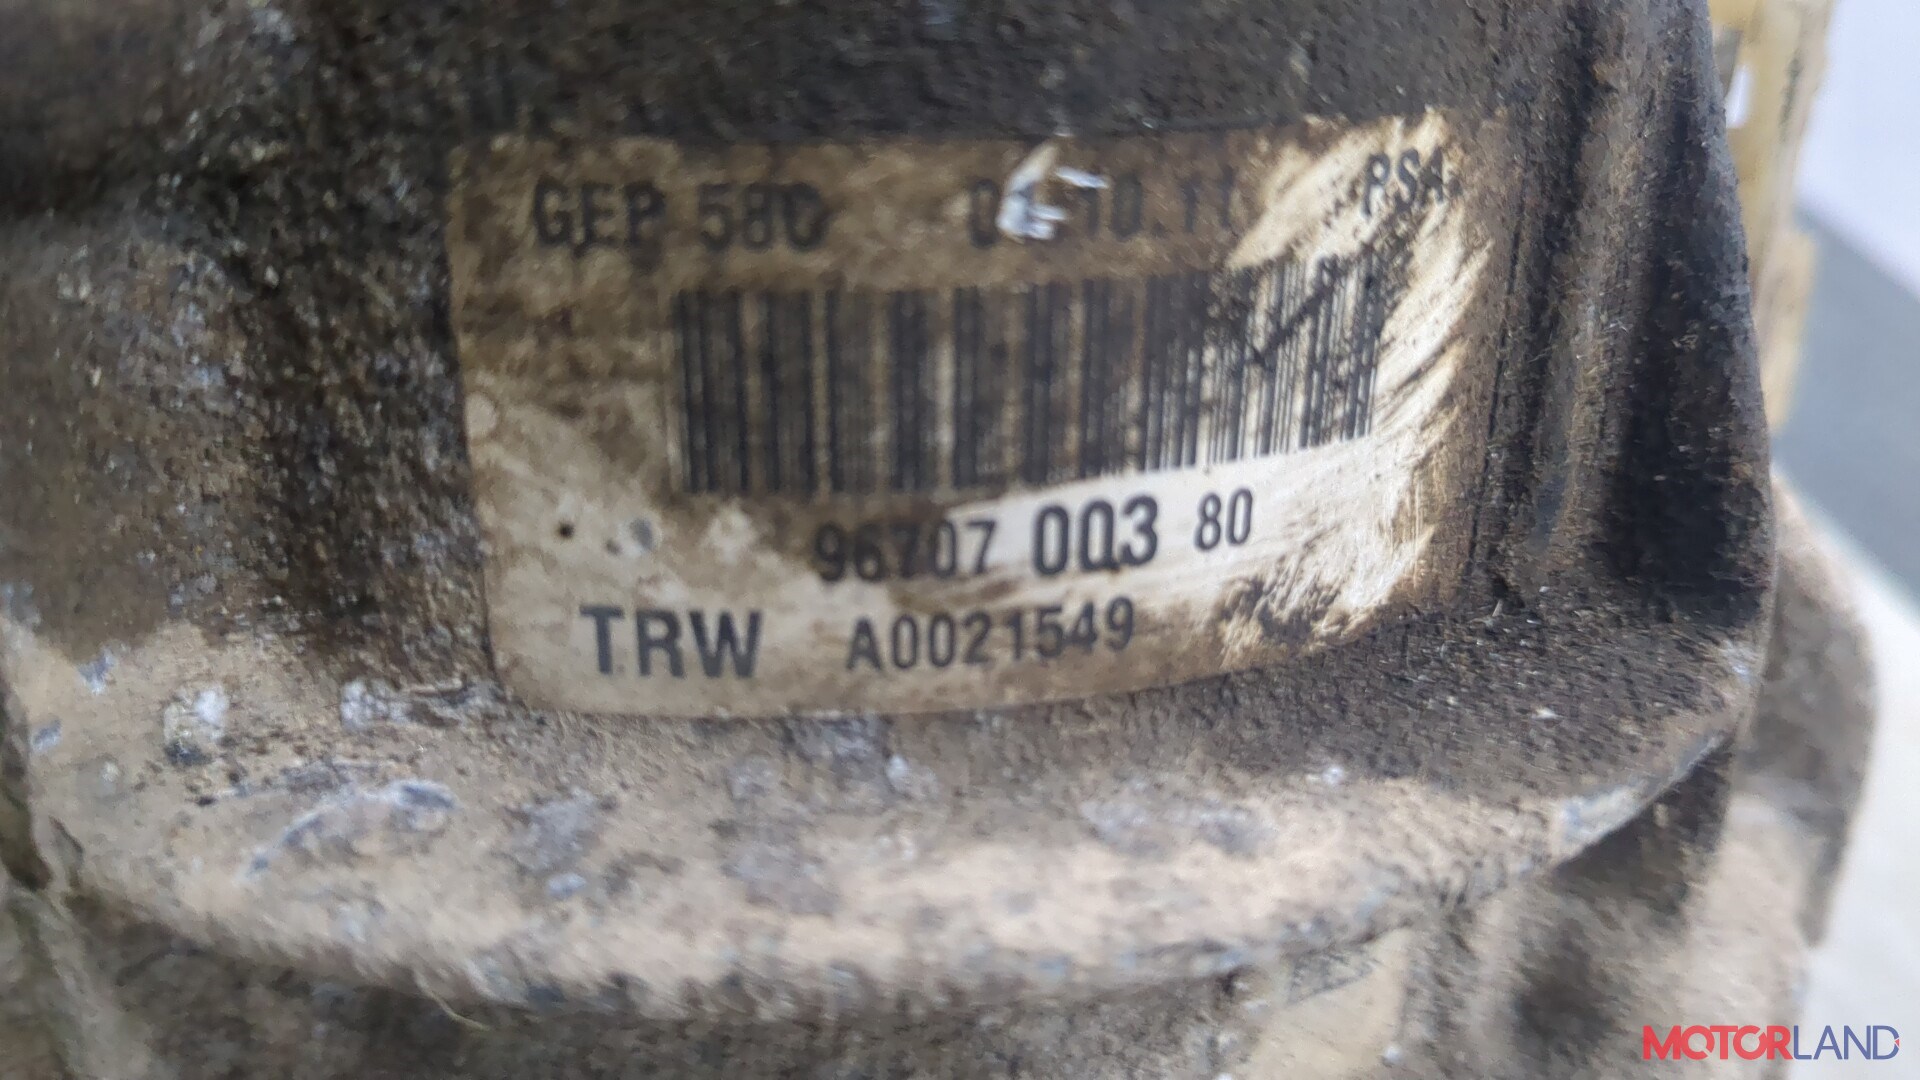 GEP 580 PSA
96707 003 80
TRW A0021549
MOTORLAND